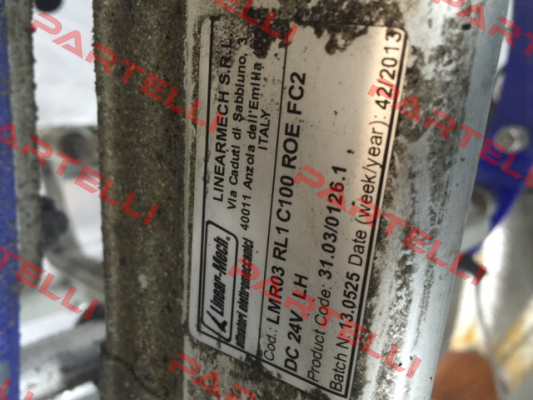 LINEARMECH S.R.L.
Via Caduti di Sabbiuno, 3
40011 Anzola dell'Emilia
ITALY
Linear-Mech.
attuatori elettromeccanici
Cod.: LMR03 RL1 C100 ROE FC2
DC 24V LH
Product Code: 31.03/0126.1
Batch N.13.0525 Date (Week/year): 42/2013
PARTELLI
PARTELLI
PARTELLI
PARTELLI
PARTELLI